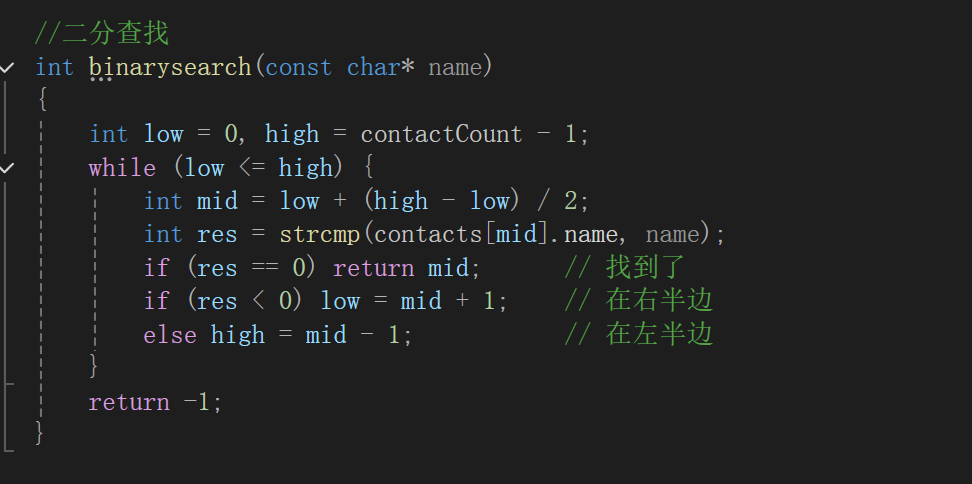 //二分查找
int binarysearch(const char* name)
{
    int low = 0, high = contactCount - 1;
    while (low <= high) {
        int mid = low + (high - low) / 2;
        int res = strcmp(contacts[mid].name, name);
        if (res == 0) return mid;      // 找到了
        if (res < 0) low = mid + 1;    // 在右半边
        else high = mid - 1;           // 在左半边
    }
    return -1;
}